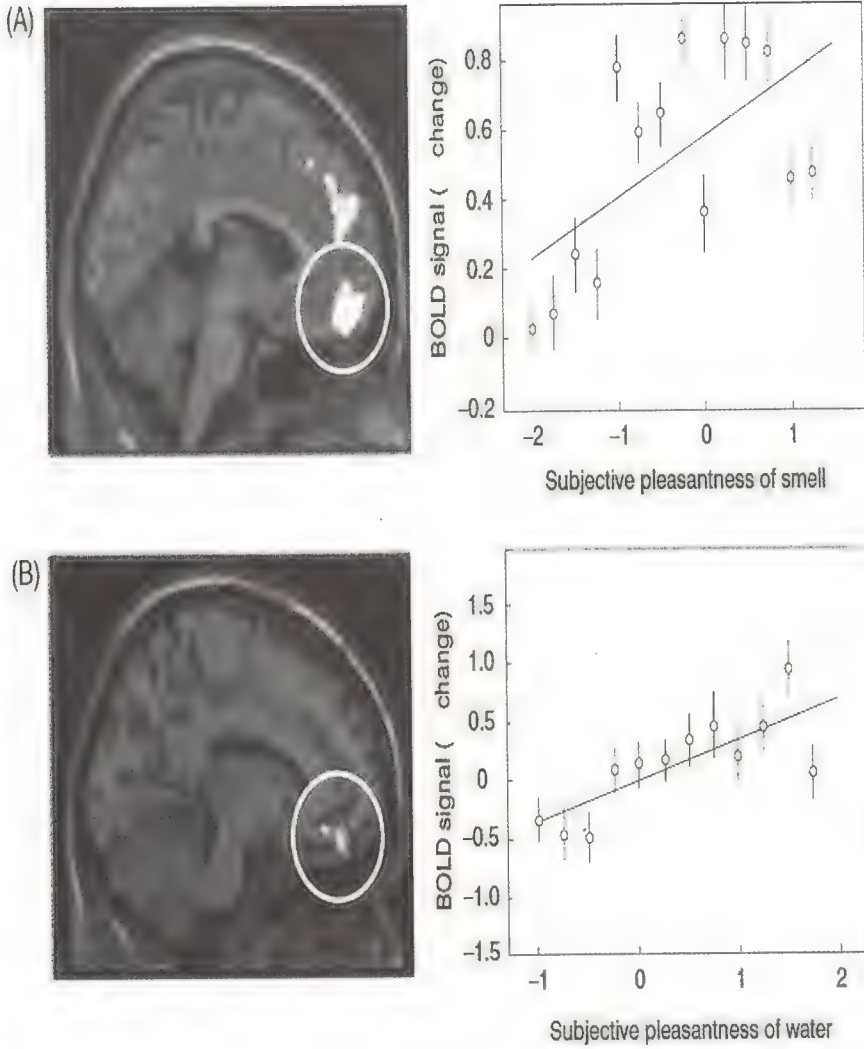 (A)
BOLD signal ( change)
0.8
0.6
0.4
0.2
0
−0.2
−2 −1 0 1
Subjective pleasantness of smell
(B)
BOLD signal ( change)
1.5
1.0
0.5
0
−0.5
−1.0
−1.5
−1 0 1 2
Subjective pleasantness of water